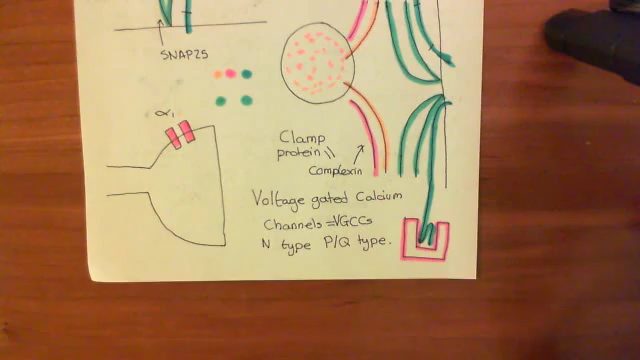 SNAP25
α₁
Clamp
protein \\
Complexin
Voltage gated Calcium
Channels =VGCCs
N type P/Q type.